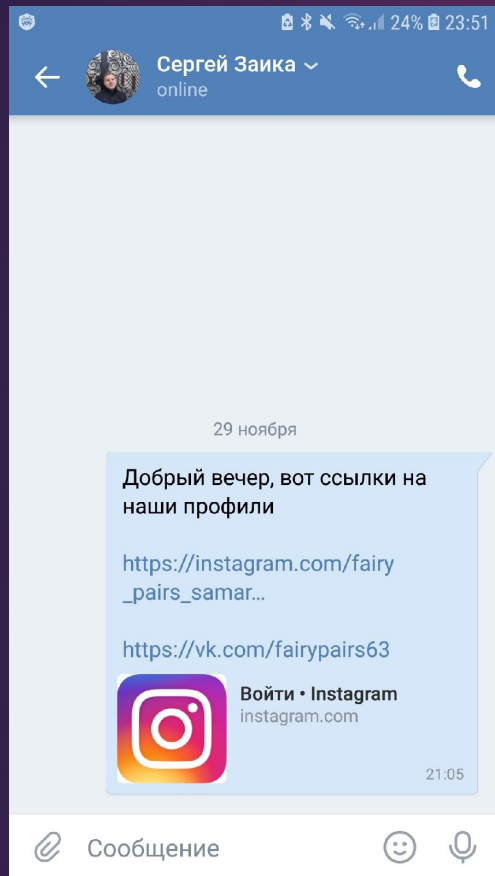 24% 23:51
Сергей Заика
online
29 ноября
Добрый вечер, вот ссылки на
наши профили
https://instagram.com/fairy
_pairs_samar...
https://vk.com/fairypairs63
Войти • Instagram
instagram.com
21:05
Сообщение